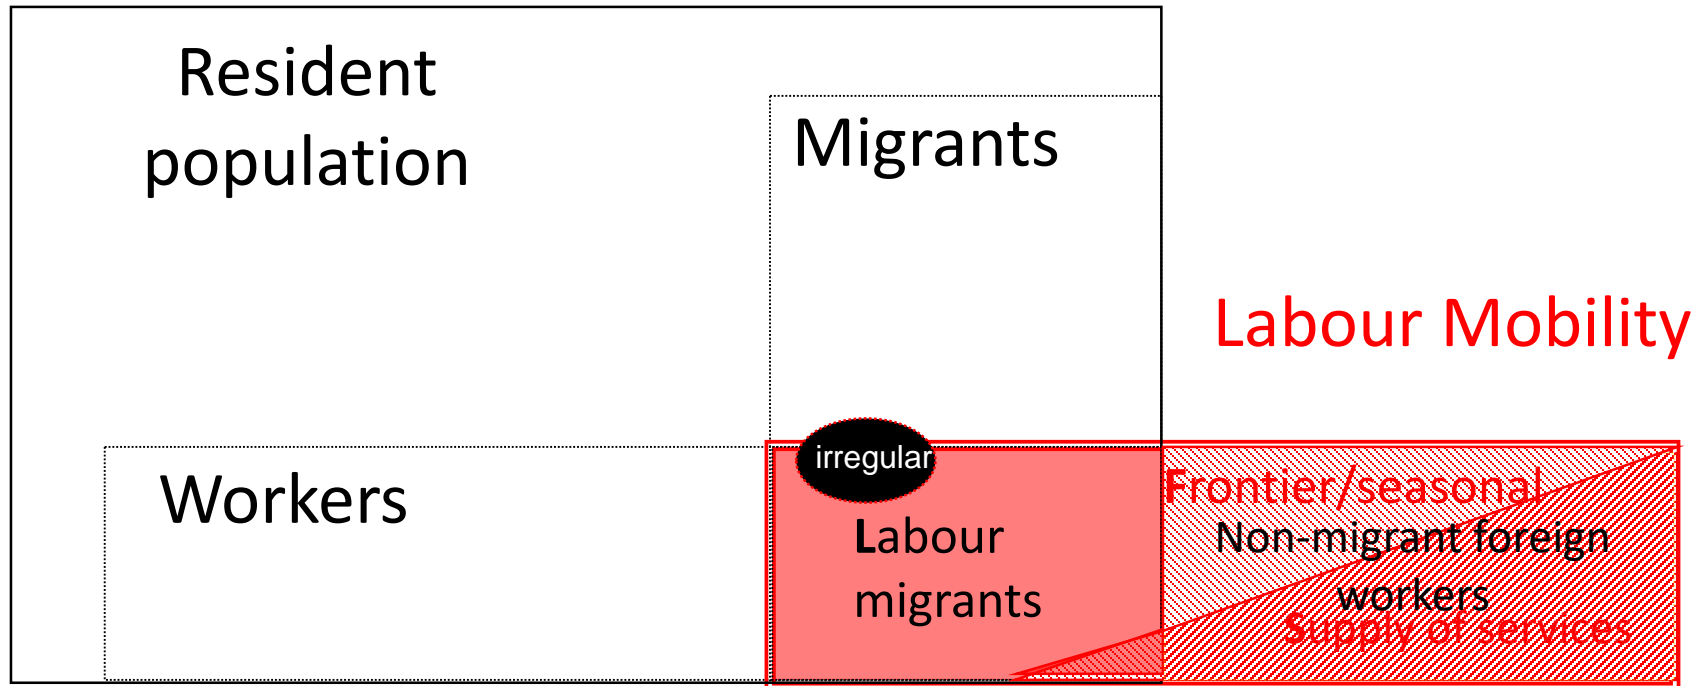 Resident
population
Migrants
Labour Mobility
irregular
Workers
Frontier/seasonal
Labour
migrants
Non-migrant foreign
workers
Supply of services